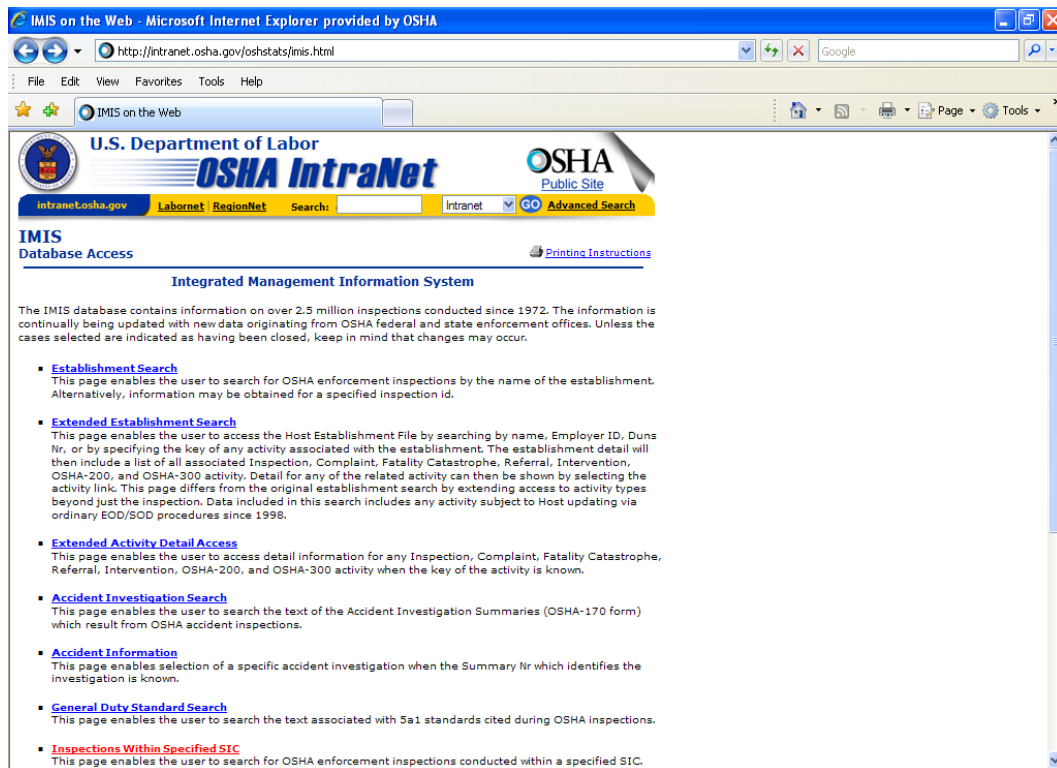 IMIS on the Web - Microsoft Internet Explorer provided by OSHA
http://intranet.osha.gov/oshstats/imis.html
Google
File Edit View Favorites Tools Help
IMIS on the Web
Page Tools
U.S. Department of Labor
OSHA IntraNet
OSHA
Public Site
intranet.osha.gov Labornet | RegionNet Search: Intranet GO Advanced Search
IMIS
Database Access
Printing Instructions
Integrated Management Information System
The IMIS database contains information on over 2.5 million inspections conducted since 1972. The information is
continually being updated with new data originating from OSHA federal and state enforcement offices. Unless the
cases selected are indicated as having been closed, keep in mind that changes may occur.
Establishment Search
This page enables the user to search for OSHA enforcement inspections by the name of the establishment.
Alternatively, information may be obtained for a specified inspection id.
Extended Establishment Search
This page enables the user to access the Host Establishment File by searching by name, Employer ID, Duns
Nr, or by specifying the key of any activity associated with the establishment. The establishment detail will
then include a list of all associated Inspection, Complaint, Fatality Catastrophe, Referral, Intervention,
OSHA-200, and OSHA-300 activity. Detail for any of the related activity can then be shown by selecting the
activity link. This page differs from the original establishment search by extending access to activity types
beyond just the inspection. Data included in this search includes any activity subject to Host updating via
ordinary EOD/SOD procedures since 1998.
Extended Activity Detail Access
This page enables the user to access detail information for any Inspection, Complaint, Fatality Catastrophe,
Referral, Intervention, OSHA-200, and OSHA-300 activity when the key of the activity is known.
Accident Investigation Search
This page enables the user to search the text of the Accident Investigation Summaries (OSHA-170 form)
which result from OSHA accident inspections.
Accident Information
This page enables selection of a specific accident investigation when the Summary Nr which identifies the
investigation is known.
General Duty Standard Search
This page enables the user to search the text associated with 5a1 standards cited during OSHA inspections.
Inspections Within Specified SIC
This page enables the user to search for OSHA enforcement inspections conducted within a specified SIC.